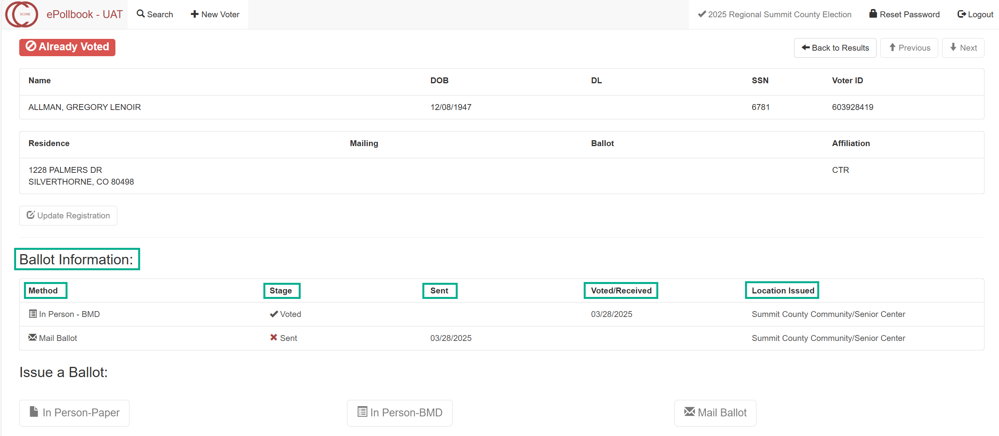 SCORE ePollbook - UAT Search New Voter 2025 Regional Summit County Election Reset Password Logout
Already Voted Back to Results Previous Next
Name DOB DL SSN Voter ID
ALLMAN, GREGORY LENOIR 12/08/1947 6781 603928419
Residence Mailing Ballot Affiliation
1228 PALMERS DR CTR
SILVERTHORNE, CO 80498
Update Registration
Ballot Information:
Method Stage Sent Voted/Received Location Issued
In Person - BMD Voted 03/28/2025 Summit County Community/Senior Center
Mail Ballot Sent 03/28/2025 Summit County Community/Senior Center
Issue a Ballot:
In Person-Paper In Person-BMD Mail Ballot